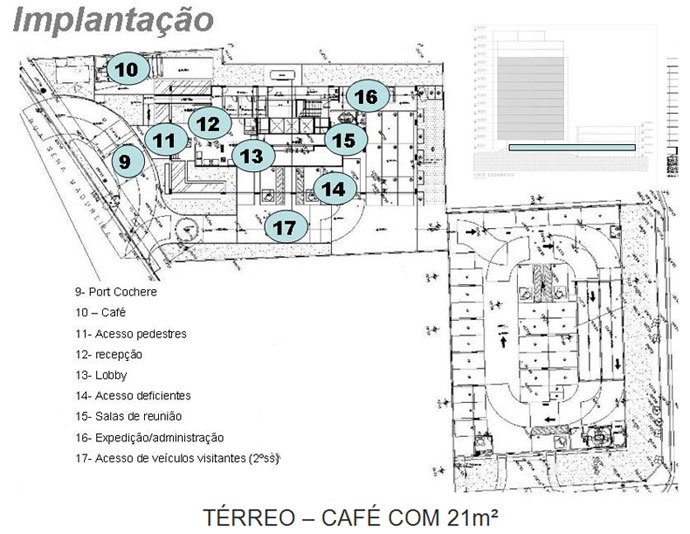 Implantação
10
16
12
11
15
9
13
14
17
RUA SENA MADUREIRA
9- Port Cochere
10 – Café
11- Acesso pedestres
12- recepção
13- Lobby
14- Acesso deficientes
15- Salas de reunião
16- Expedição/administração
17- Acesso de veículos visitantes (2ºss)
TÉRREO – CAFÉ COM 21m²